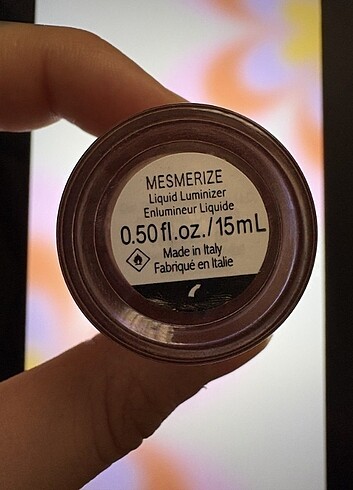 MESMERIZE
Liquid Luminizer
Enlumineur Liquide
0.50 fl.oz./15mL
Made in Italy
Fabriqué en Italie